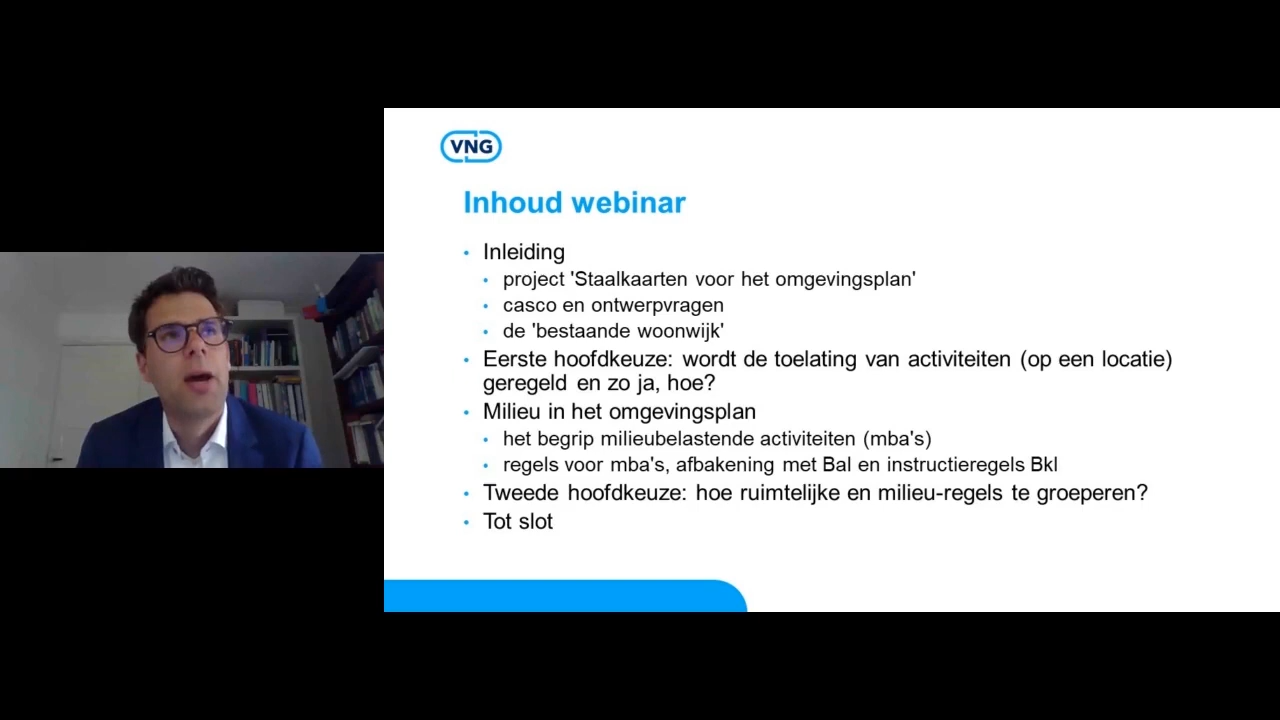 VNG
Inhoud webinar
• Inleiding
• project 'Staalkaarten voor het omgevingsplan'
• casco en ontwerpvragen
• de 'bestaande woonwijk'
• Eerste hoofdkeuze: wordt de toelating van activiteiten (op een locatie)
geregeld en zo ja, hoe?
• Milieu in het omgevingsplan
• het begrip milieubelastende activiteiten (mba's)
• regels voor mba's, afbakening met Bal en instructieregels Bkl
• Tweede hoofdkeuze: hoe ruimtelijke en milieu-regels te groeperen?
• Tot slot